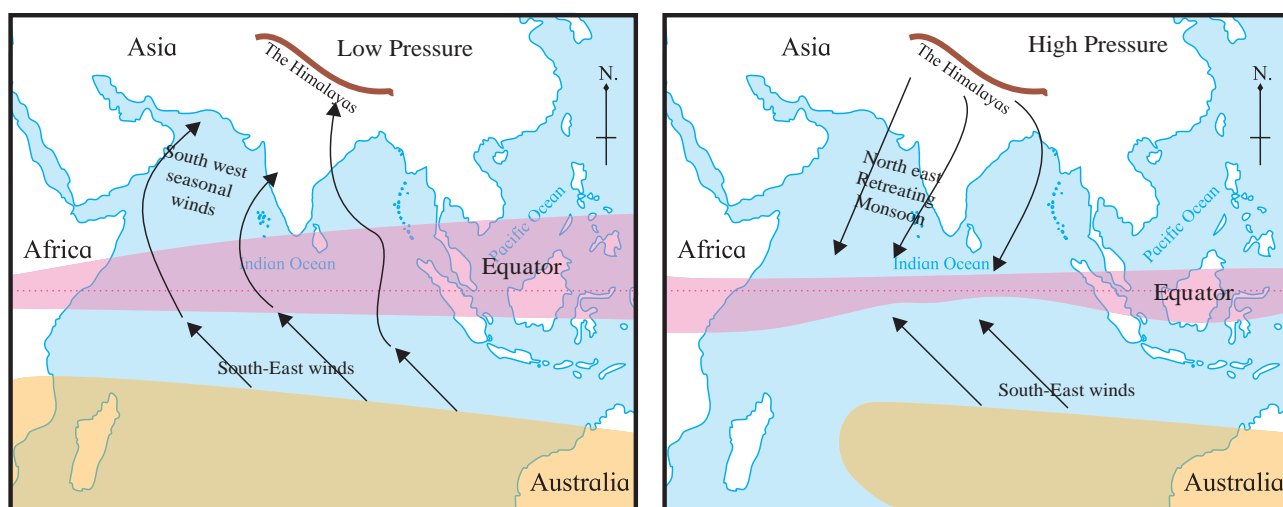 Asia
Low Pressure
The Himalayas
N.
South west
seasonal
winds
Africa
Pacific Ocean
Indian Ocean
Equator
South-East winds
Australia
Asia
High Pressure
The Himalayas
N.
North east
Retreating
Monsoon
Africa
Pacific Ocean
Indian Ocean
Equator
South-East winds
Australia